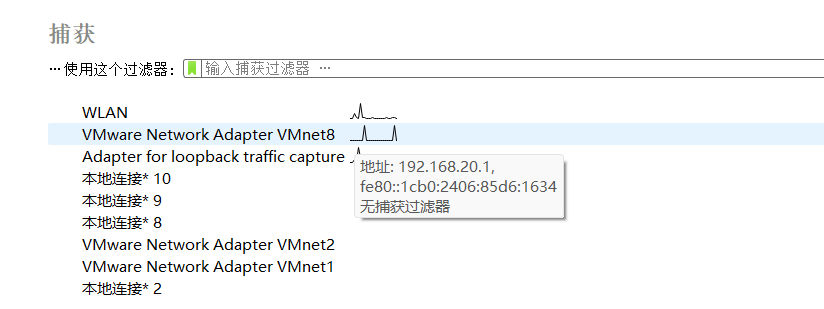 捕获
… 使用这个过滤器： 输入捕获过滤器 …
WLAN
VMware Network Adapter VMnet8
Adapter for loopback traffic capture
地址: 192.168.20.1,
fe80::1cb0:2406:85d6:1634
无捕获过滤器
本地连接* 10
本地连接* 9
本地连接* 8
VMware Network Adapter VMnet2
VMware Network Adapter VMnet1
本地连接* 2